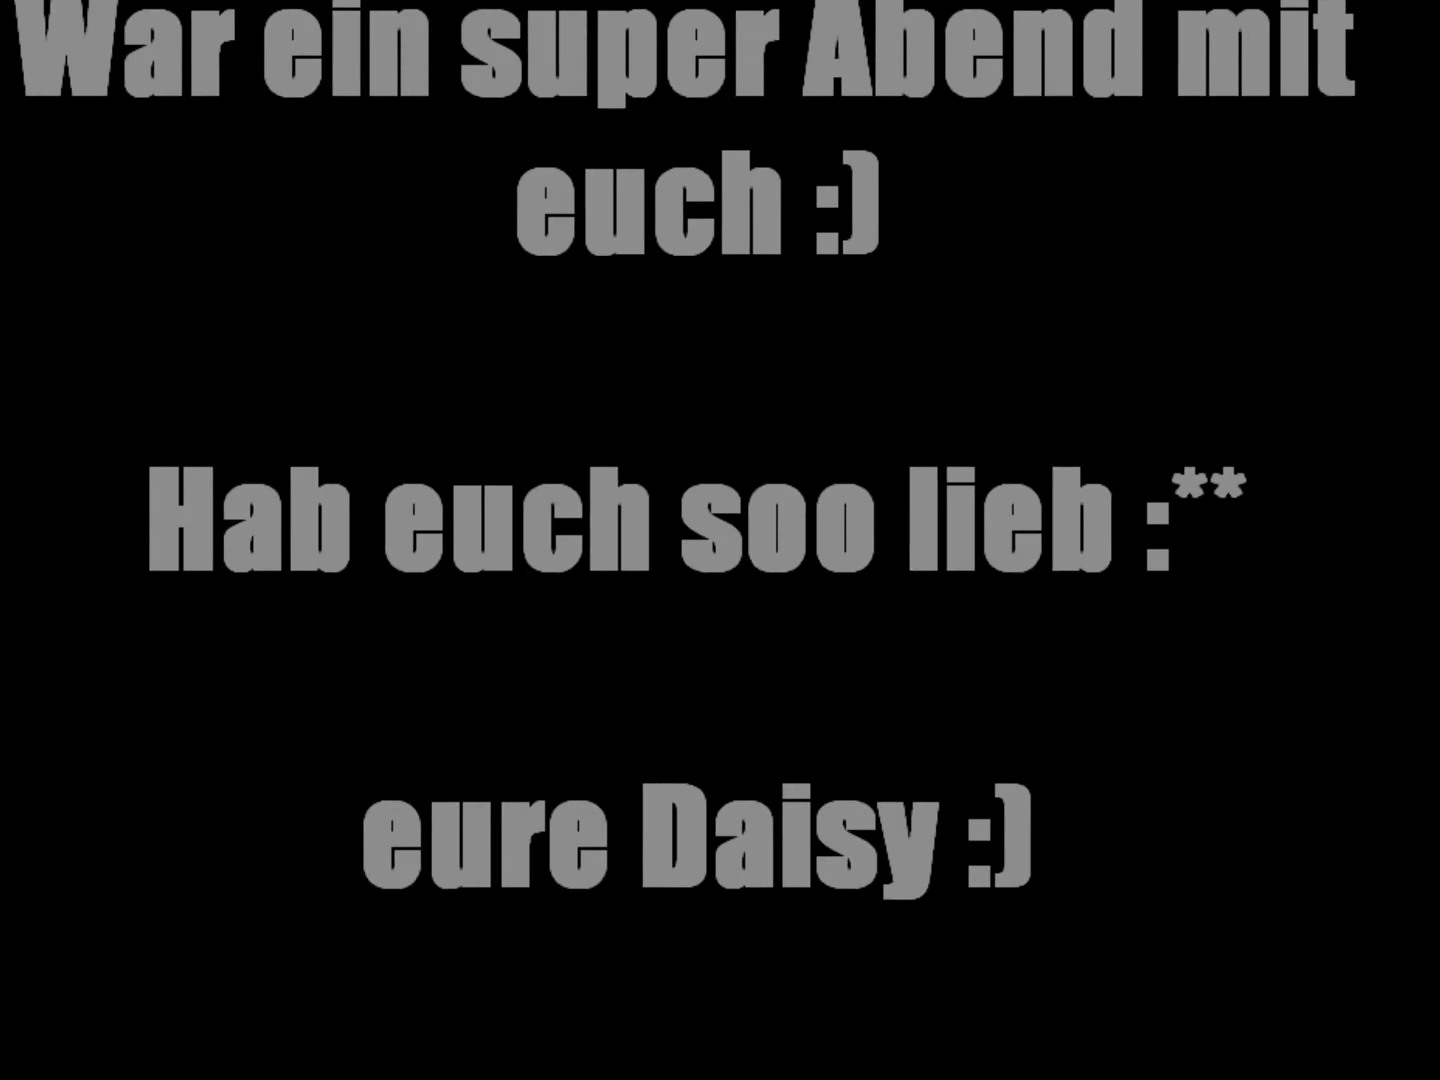 War ein super Abend mit
euch :)
Hab euch soo lieb :**
eure Daisy :)